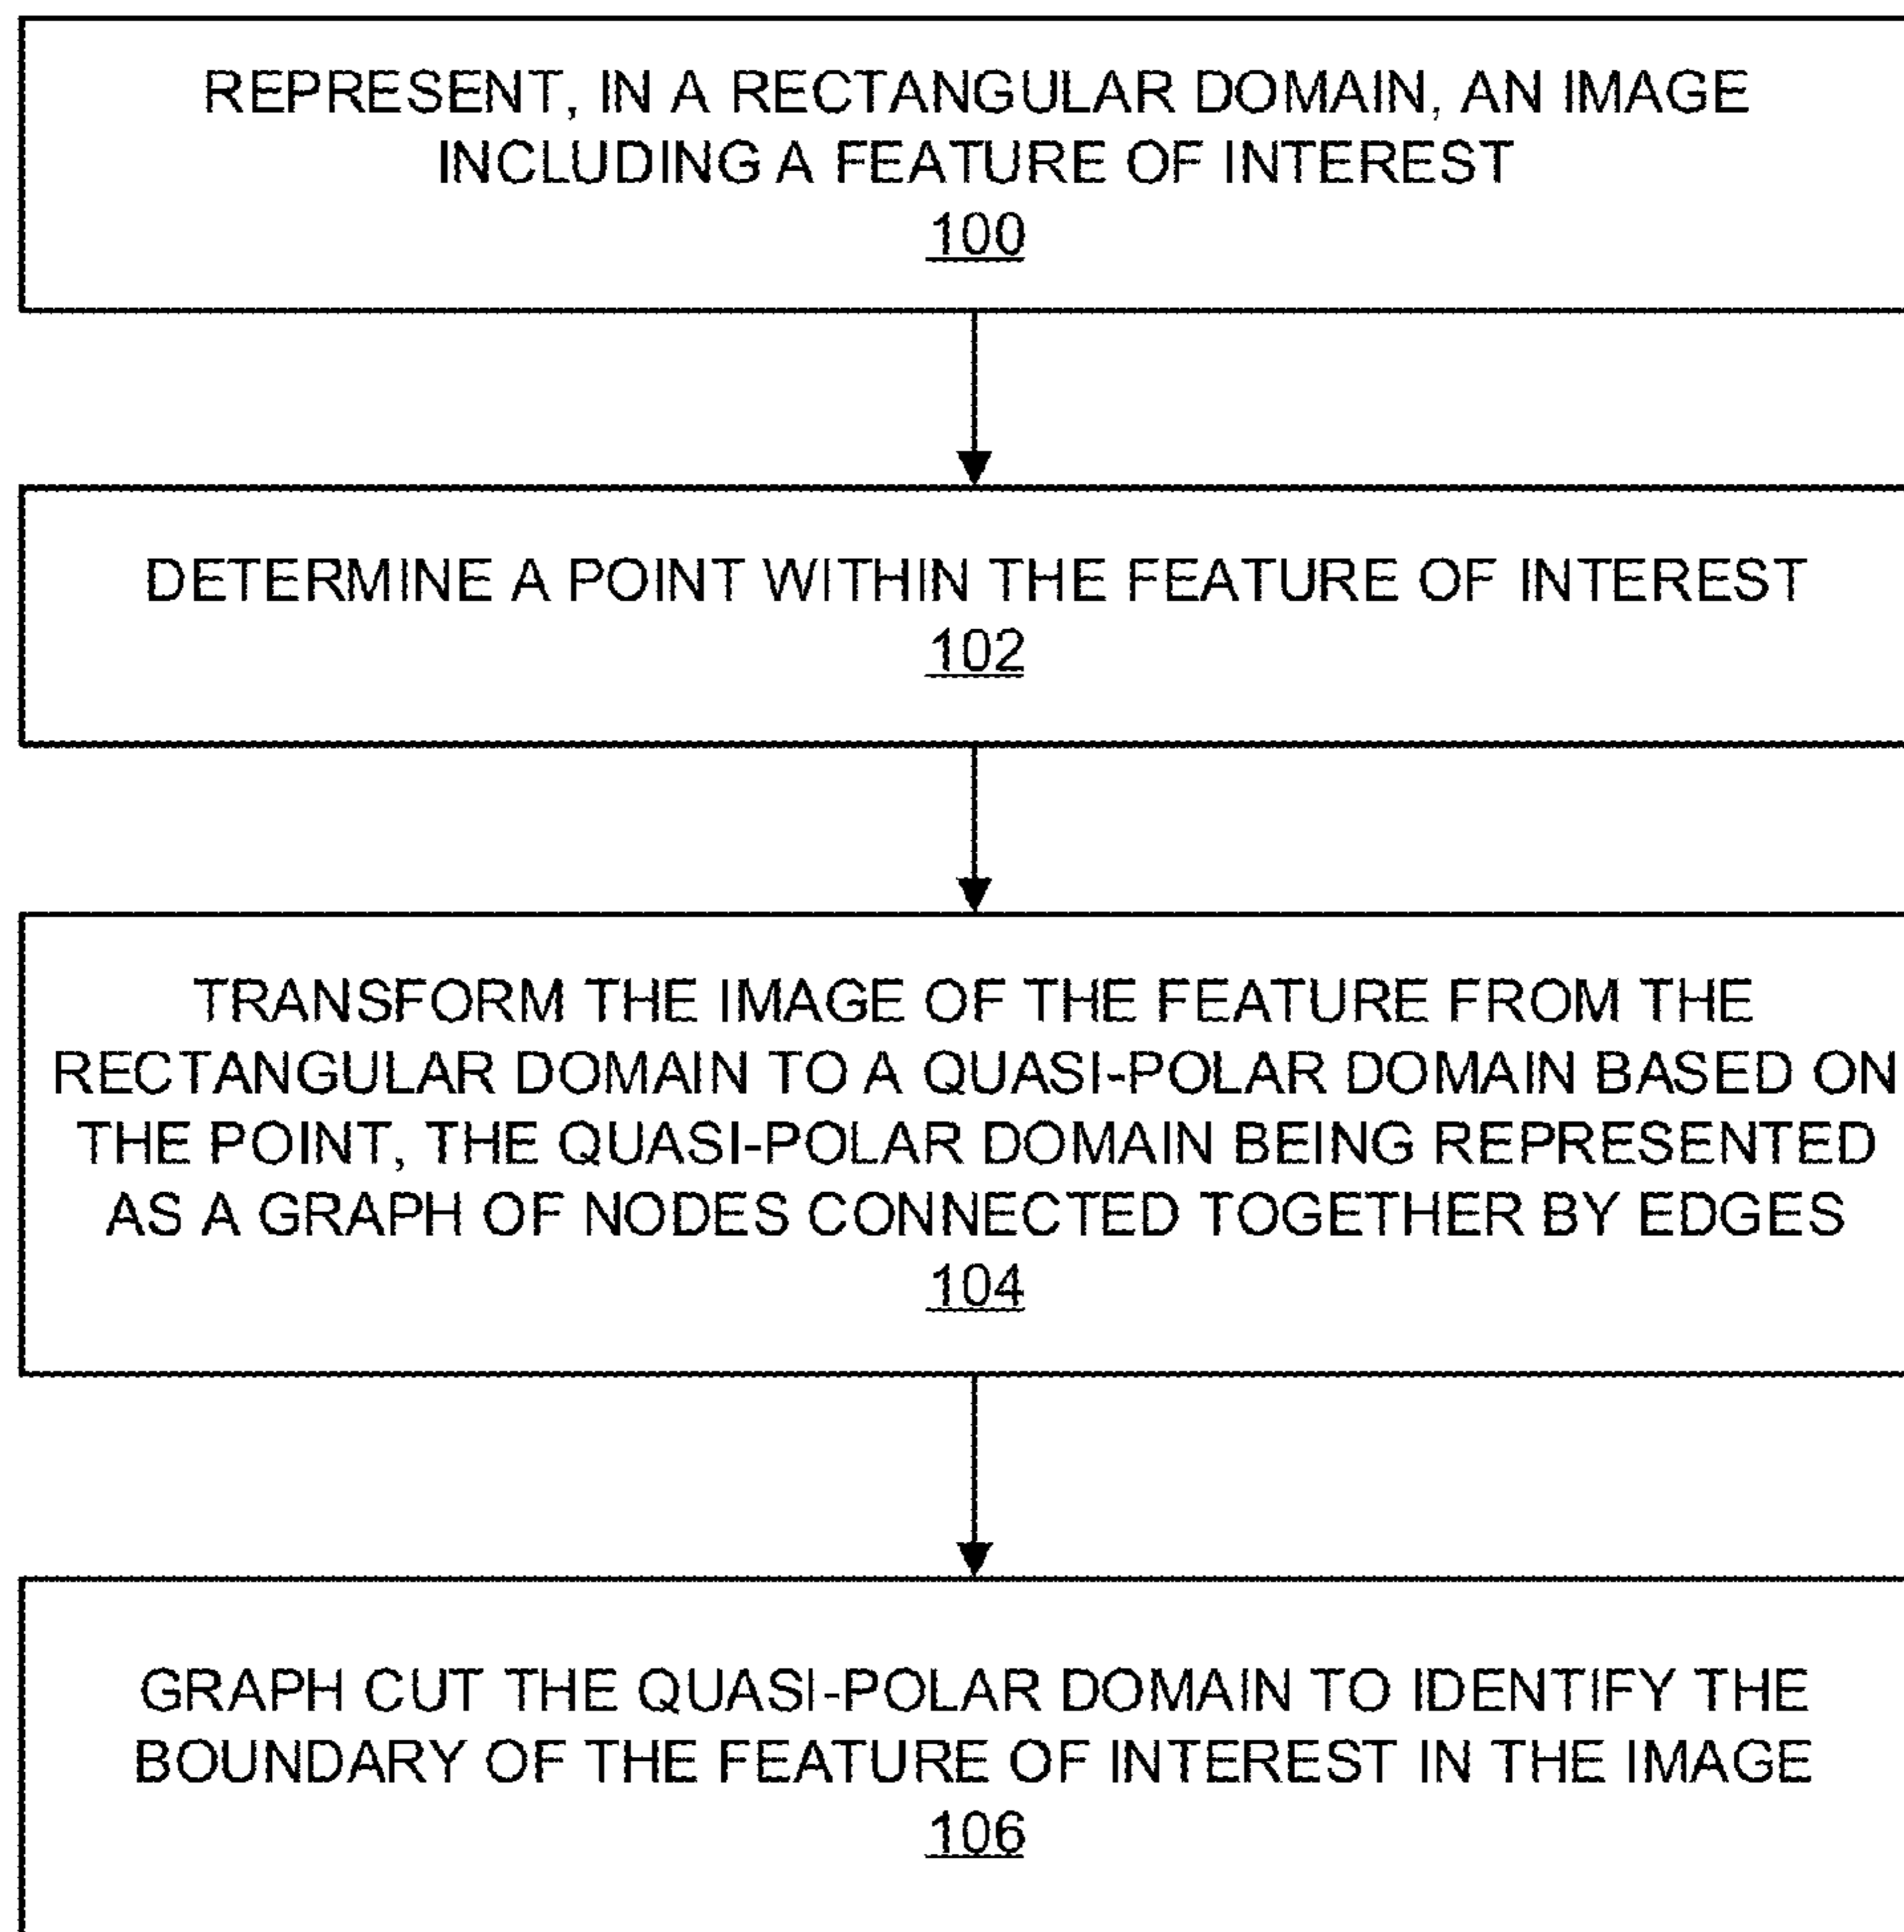 REPRESENT, IN A RECTANGULAR DOMAIN, AN IMAGE
INCLUDING A FEATURE OF INTEREST
100
DETERMINE A POINT WITHIN THE FEATURE OF INTEREST
102
TRANSFORM THE IMAGE OF THE FEATURE FROM THE
RECTANGULAR DOMAIN TO A QUASI-POLAR DOMAIN BASED ON
THE POINT, THE QUASI-POLAR DOMAIN BEING REPRESENTED
AS A GRAPH OF NODES CONNECTED TOGETHER BY EDGES
104
GRAPH CUT THE QUASI-POLAR DOMAIN TO IDENTIFY THE
BOUNDARY OF THE FEATURE OF INTEREST IN THE IMAGE
106